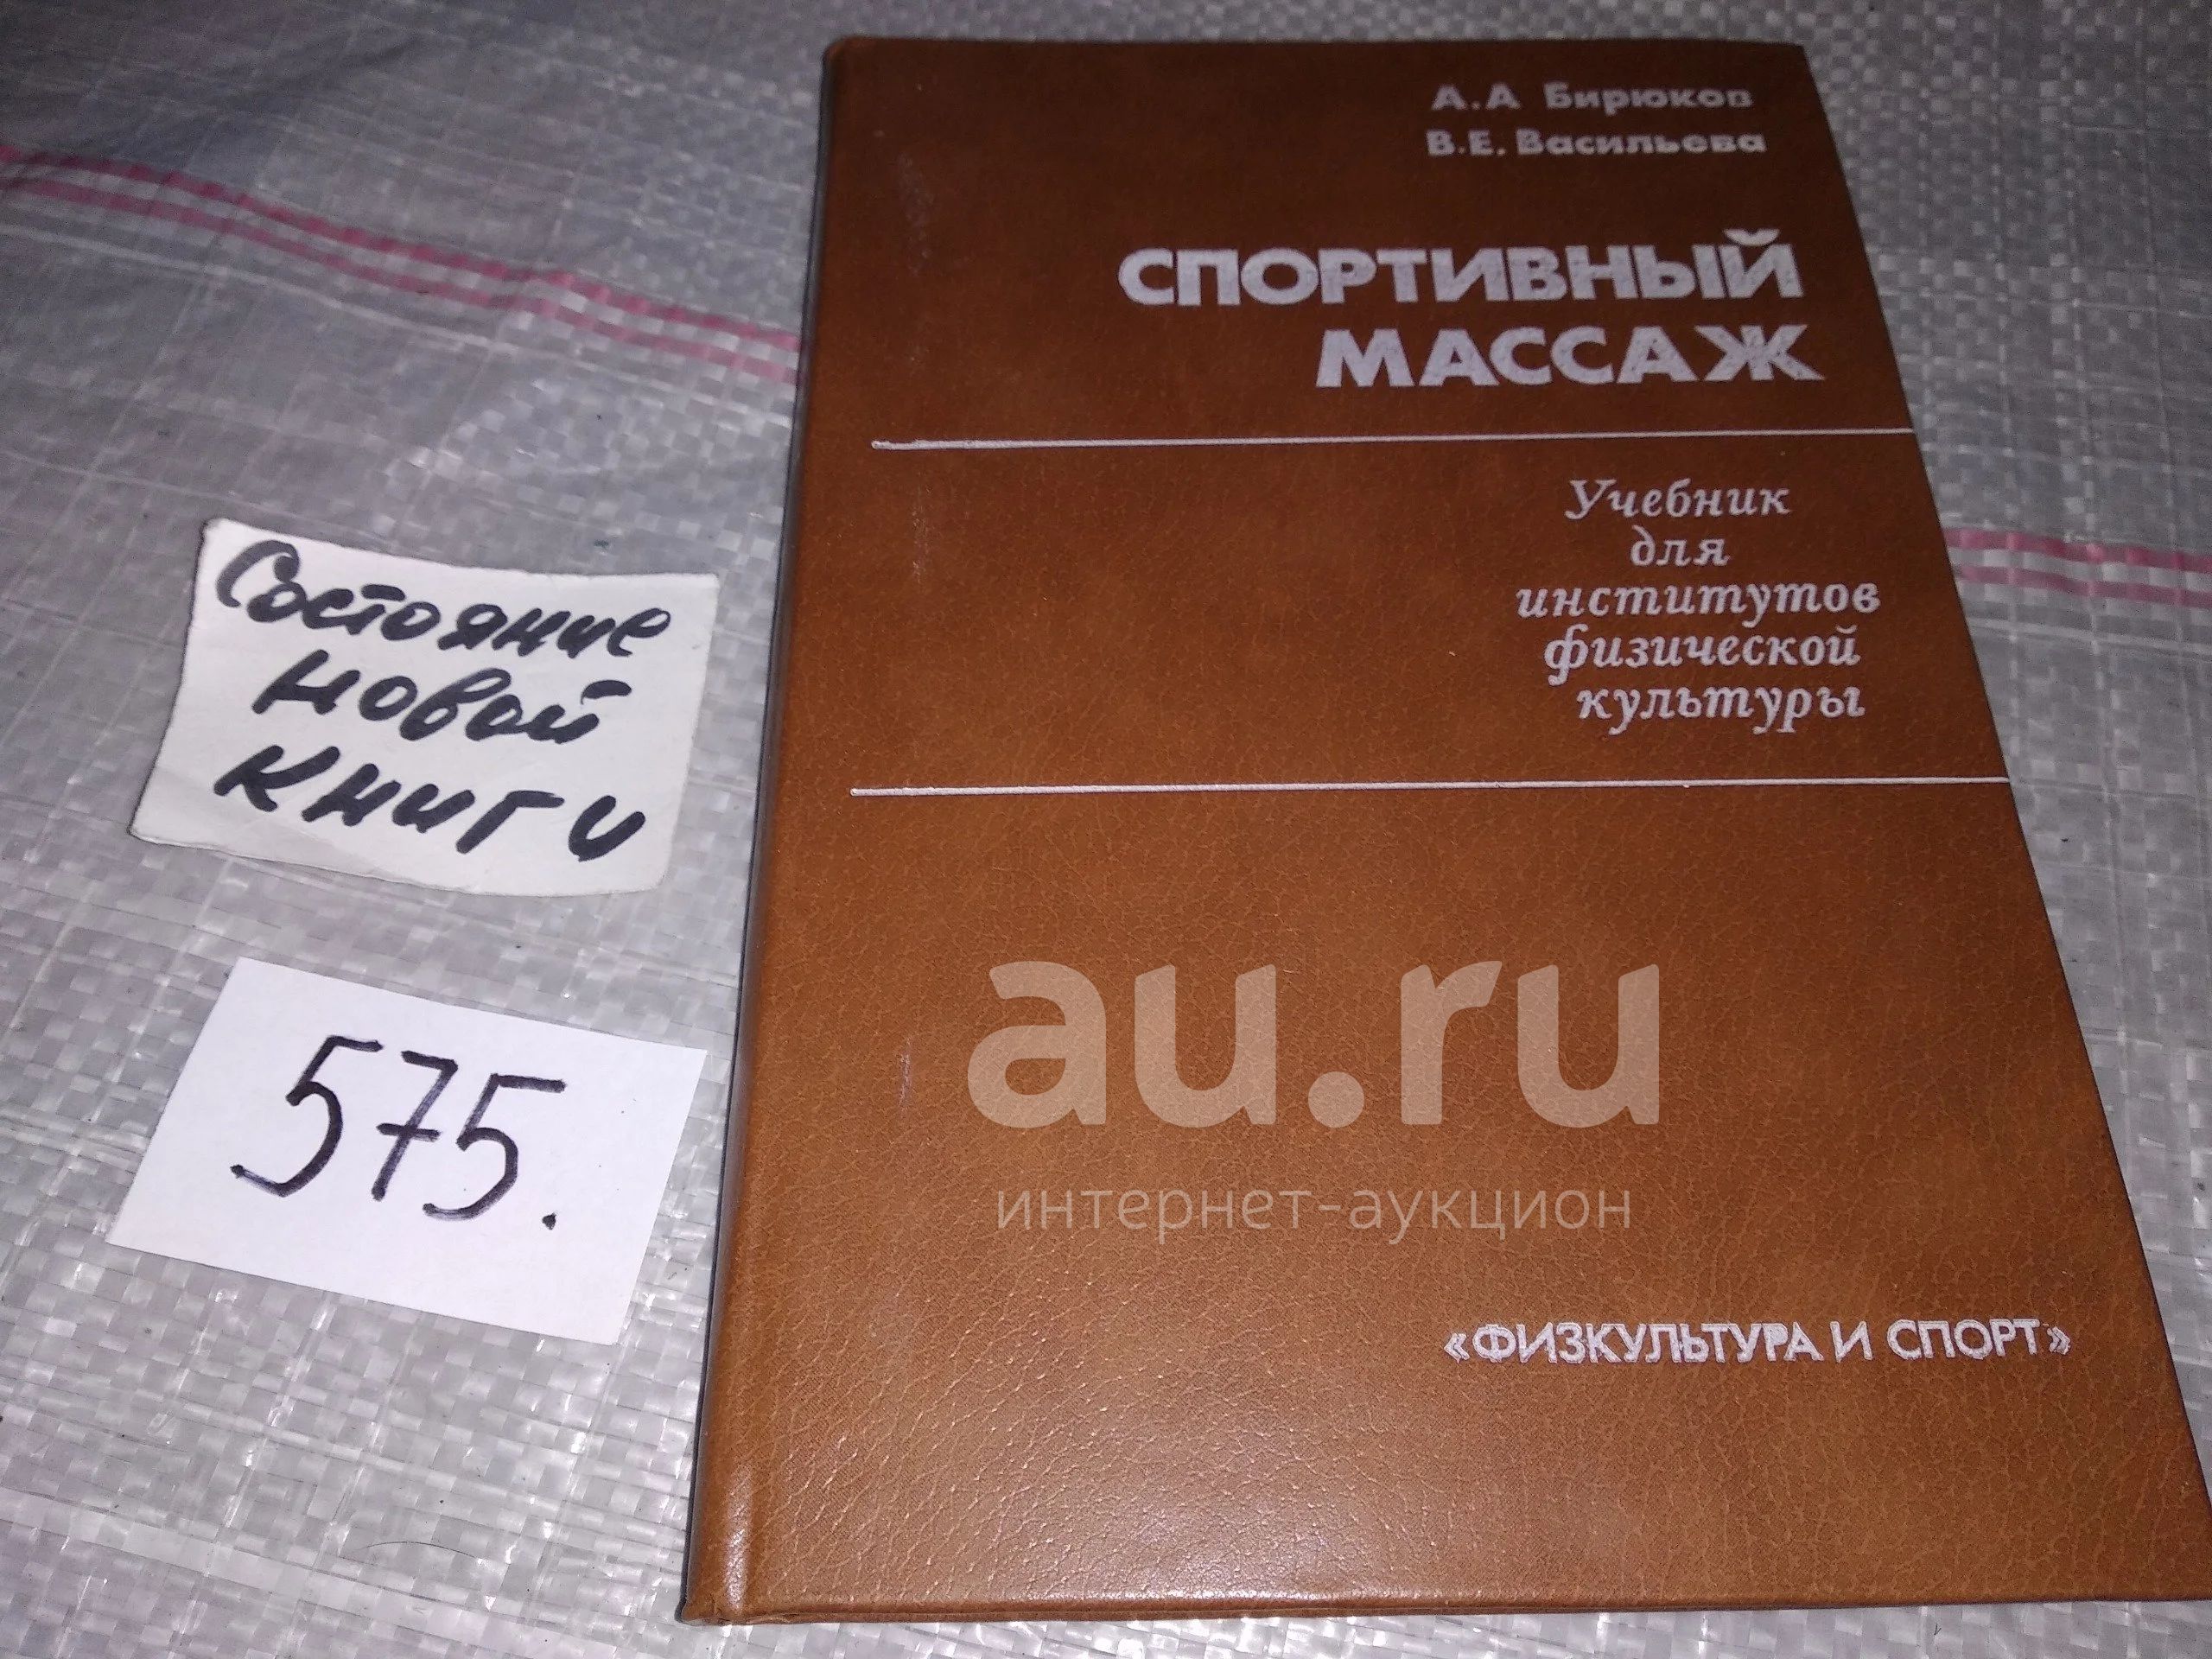 А.А Бирюков
В.Е. Васильева
СПОРТИВНЫЙ
МАССАЖ
Учебник
для
институтов
физической
культуры
«ФИЗКУЛЬТУРА И СПОРТ»
Состояние
новой
книги
575.
au.ru
интернет-аукцион